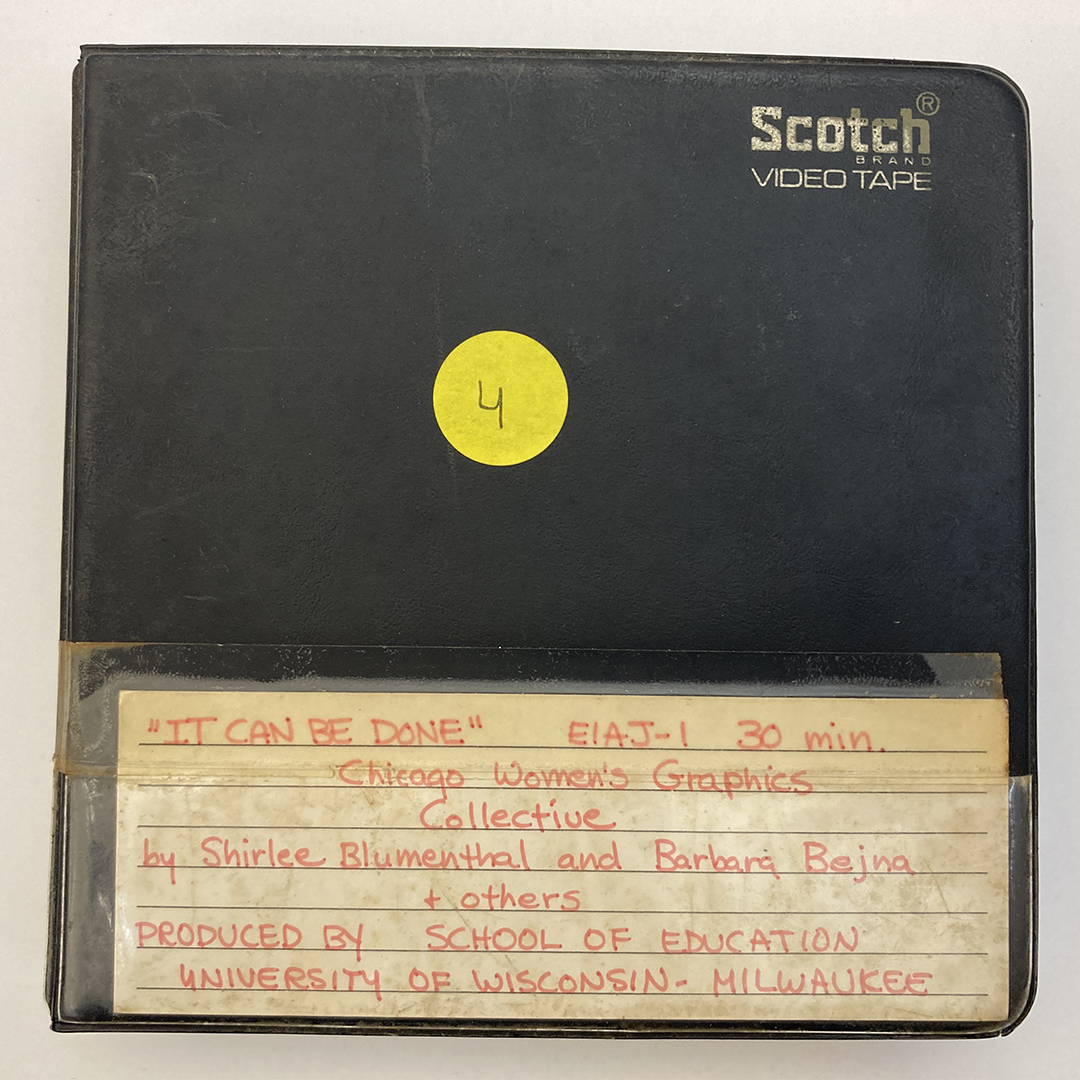 Scotch®
BRAND
VIDEO TAPE
4
"IT CAN BE DONE" EIAJ-1 30 min.
Chicago Women's Graphics
Collective
by Shirlee Blumenthal and Barbara Bejna
+ others
PRODUCED BY SCHOOL OF EDUCATION
UNIVERSITY OF WISCONSIN- MILWAUKEE